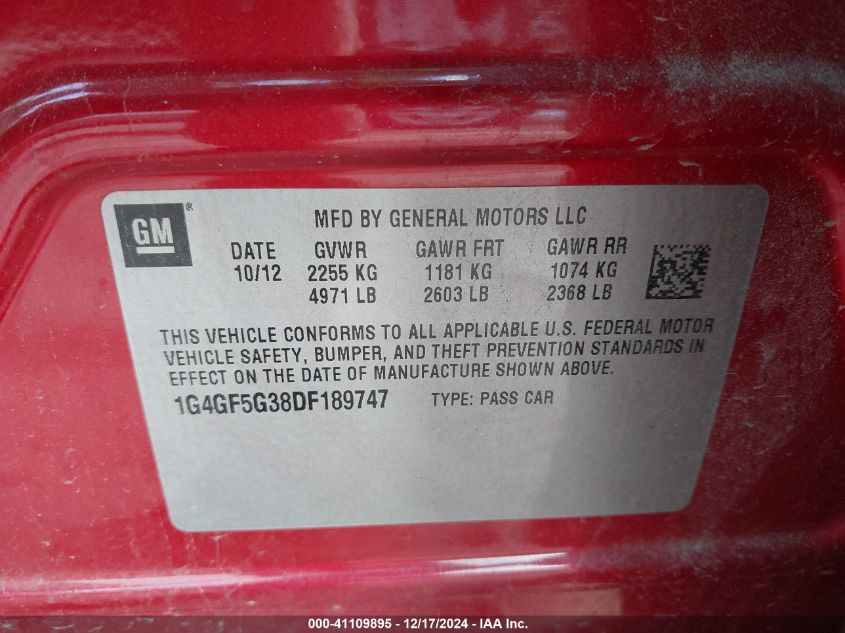 GM®
MFD BY GENERAL MOTORS LLC
DATE GVWR GAWR FRT GAWR RR
10/12 2255 KG 1181 KG 1074 KG
4971 LB 2603 LB 2368 LB
THIS VEHICLE CONFORMS TO ALL APPLICABLE U.S. FEDERAL MOTOR
VEHICLE SAFETY, BUMPER, AND THEFT PREVENTION STANDARDS IN
EFFECT ON THE DATE OF MANUFACTURE SHOWN ABOVE.
1G4GF5G38DF189747 TYPE: PASS CAR
000-41109895 - 12/17/2024 - IAA Inc.